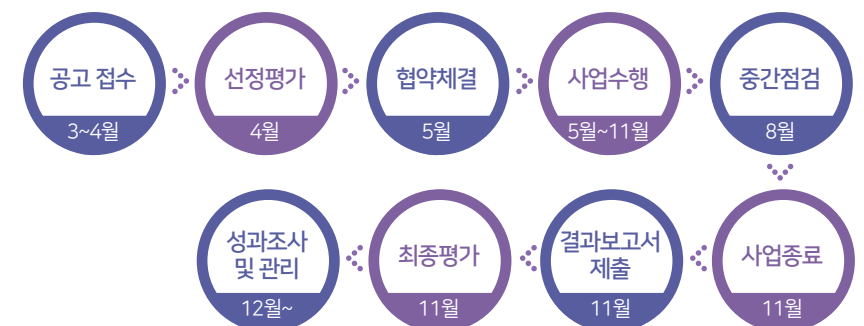 공고 접수
3~4월
선정평가
4월
협약체결
5월
사업수행
5월~11월
중간점검
8월
사업종료
11월
결과보고서
제출
11월
최종평가
11월
성과조사
및 관리
12월~